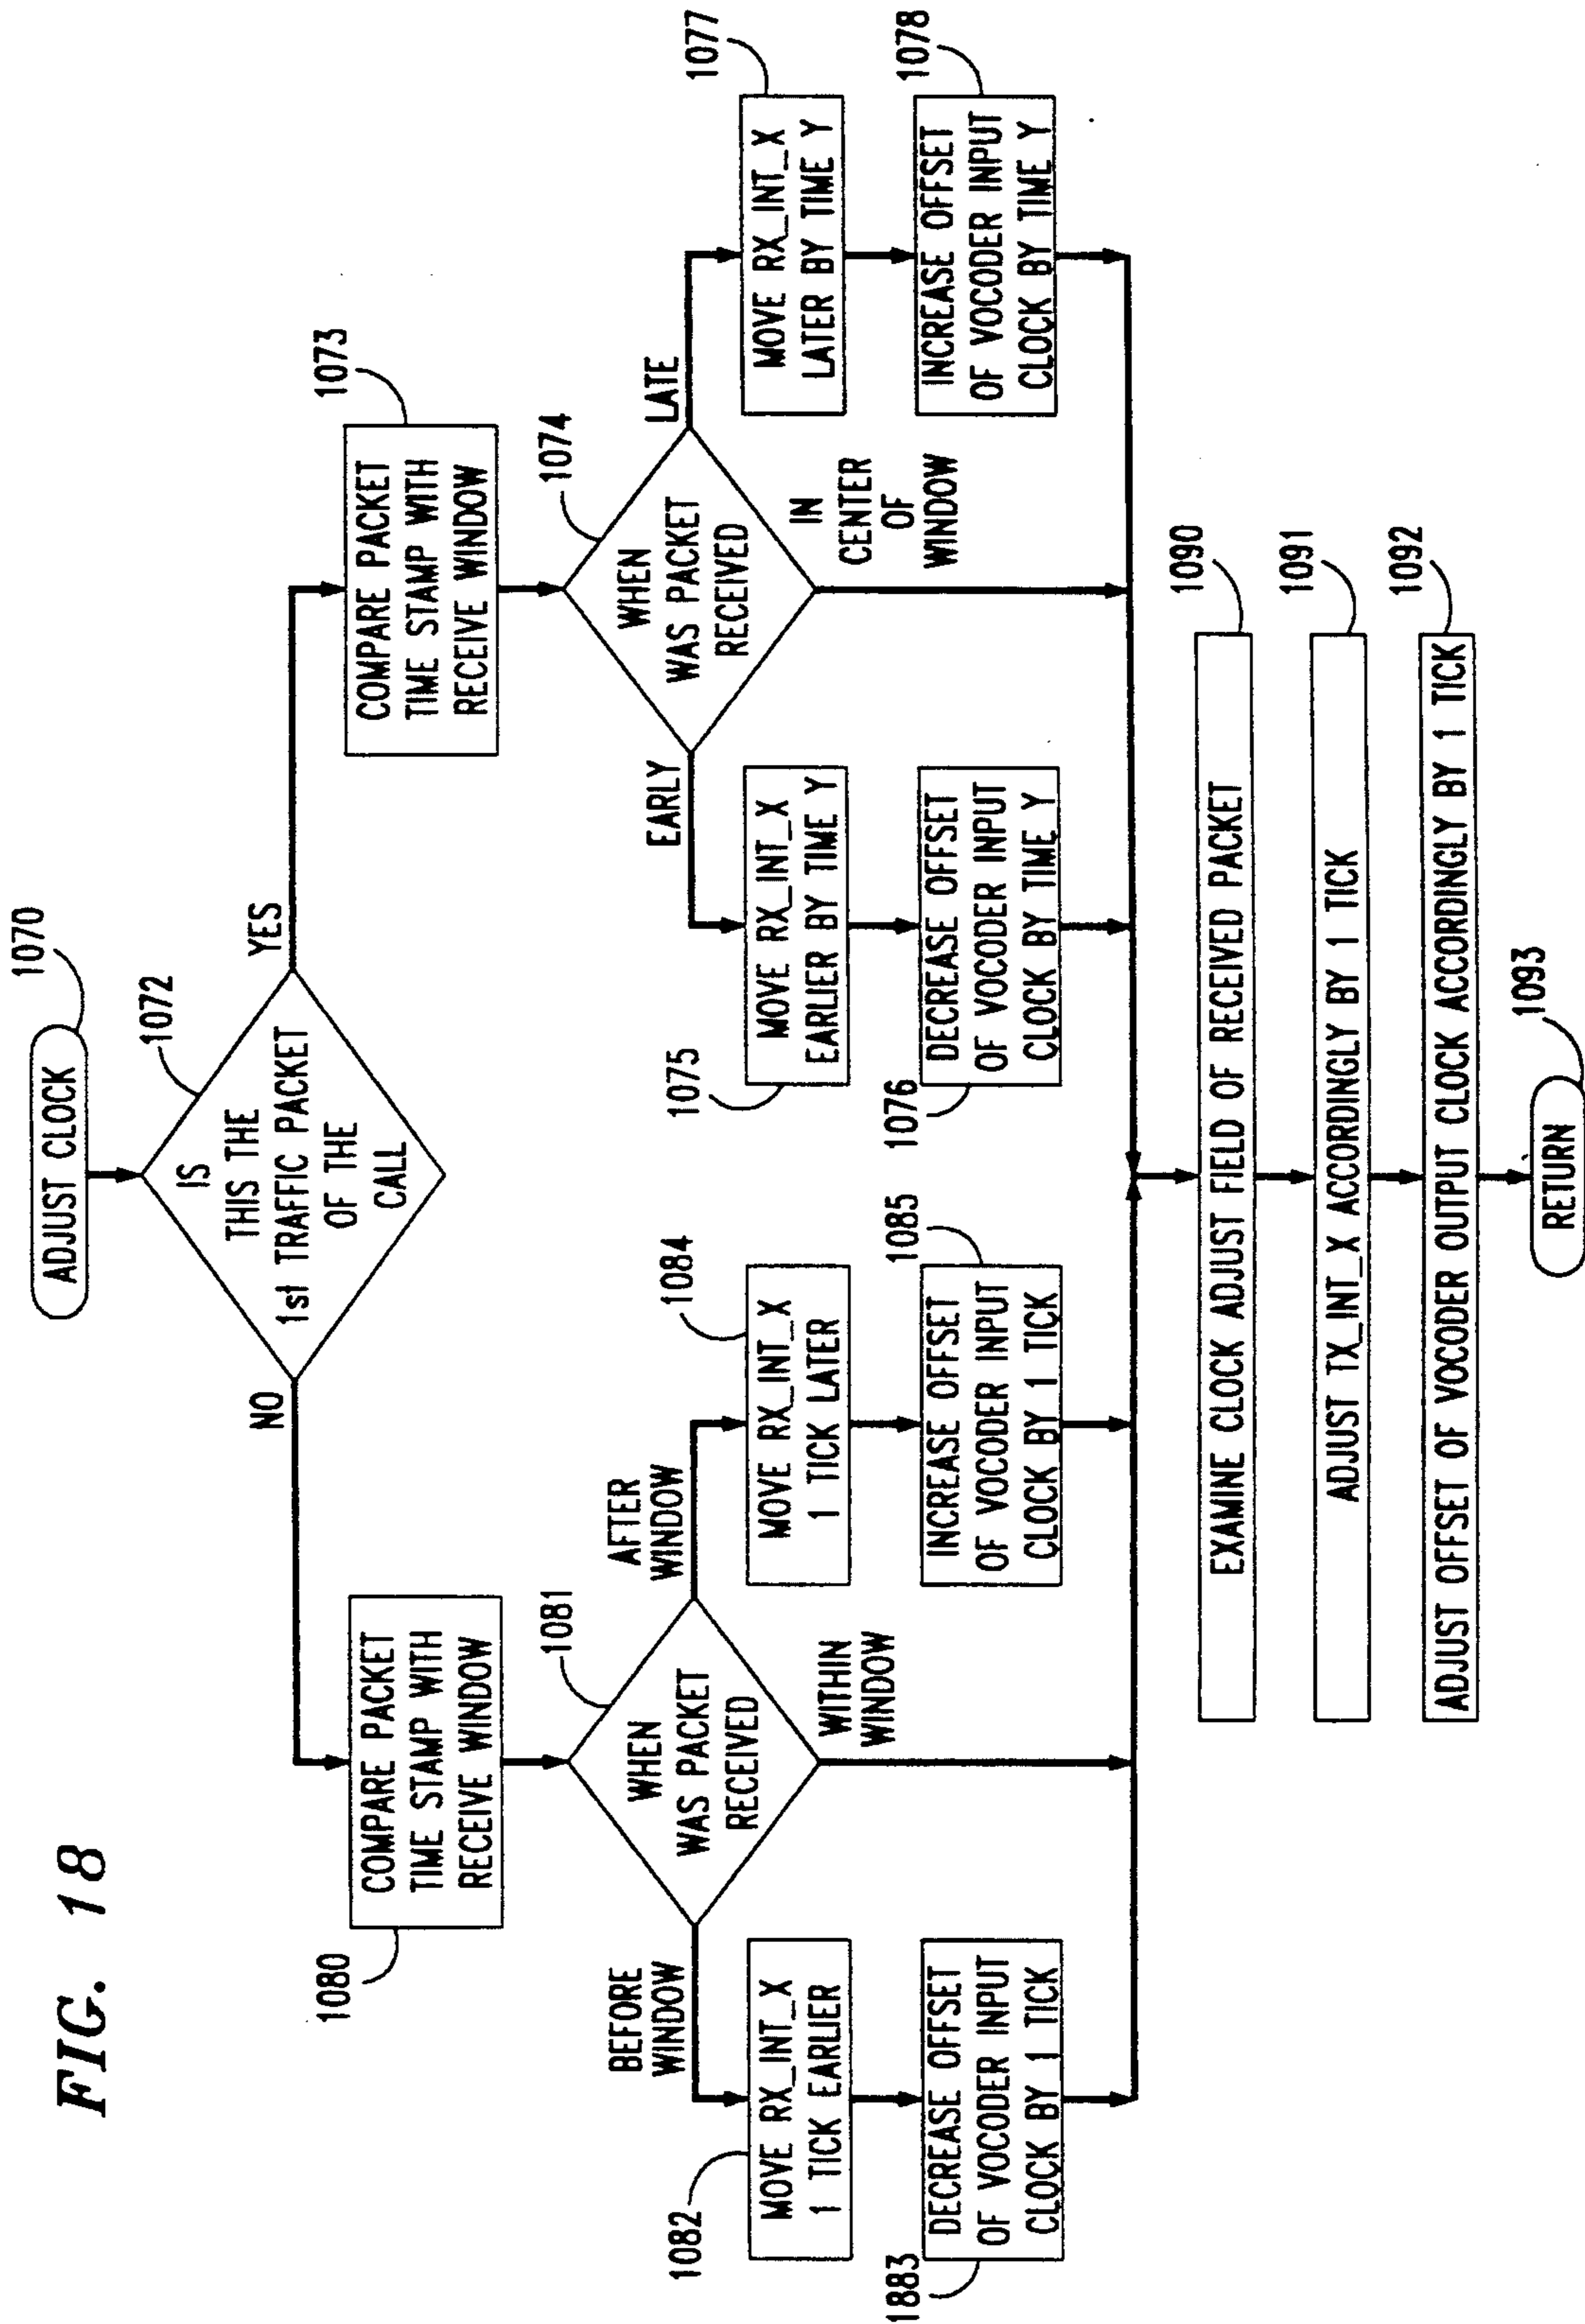 FIG. 18
ADJUST CLOCK
1070
IS
THIS THE
1st TRAFFIC PACKET
OF THE
CALL
1072
NO
YES
COMPARE PACKET
TIME STAMP WITH
RECEIVE WINDOW
1080
WHEN
WAS PACKET
RECEIVED
1081
BEFORE
WINDOW
AFTER
WINDOW
WITHIN
WINDOW
MOVE RX_INT_X
1 TICK EARLIER
1082
DECREASE OFFSET
OF VOCODER INPUT
CLOCK BY 1 TICK
1883
MOVE RX_INT_X
1 TICK LATER
1084
INCREASE OFFSET
OF VOCODER INPUT
CLOCK BY 1 TICK
1085
COMPARE PACKET
TIME STAMP WITH
RECEIVE WINDOW
1073
WHEN
WAS PACKET
RECEIVED
1074
EARLY
LATE
IN
CENTER
OF
WINDOW
MOVE RX_INT_X
EARLIER BY TIME Y
1075
DECREASE OFFSET
OF VOCODER INPUT
CLOCK BY TIME Y
1076
MOVE RX_INT_X
LATER BY TIME Y
1077
INCREASE OFFSET
OF VOCODER INPUT
CLOCK BY TIME Y
1078
EXAMINE CLOCK ADJUST FIELD OF RECEIVED PACKET
1090
ADJUST TX_INT_X ACCORDINGLY BY 1 TICK
1091
ADJUST OFFSET OF VOCODER OUTPUT CLOCK ACCORDINGLY BY 1 TICK
1092
RETURN
1093